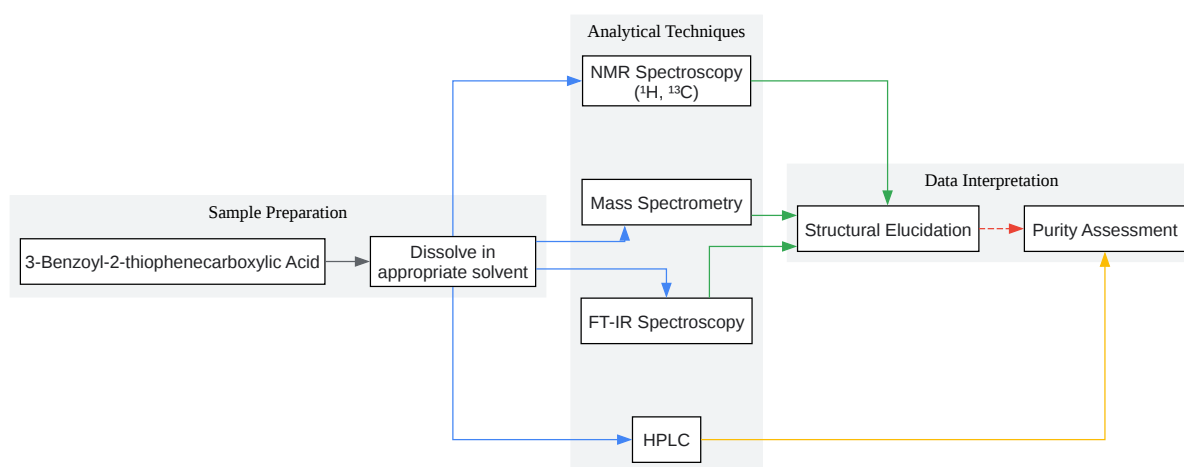 Analytical Techniques
NMR Spectroscopy
(¹H, ¹³C)
Mass Spectrometry
FT-IR Spectroscopy
HPLC
Sample Preparation
3-Benzoyl-2-thiophenecarboxylic Acid
Dissolve in
appropriate solvent
Data Interpretation
Structural Elucidation
Purity Assessment